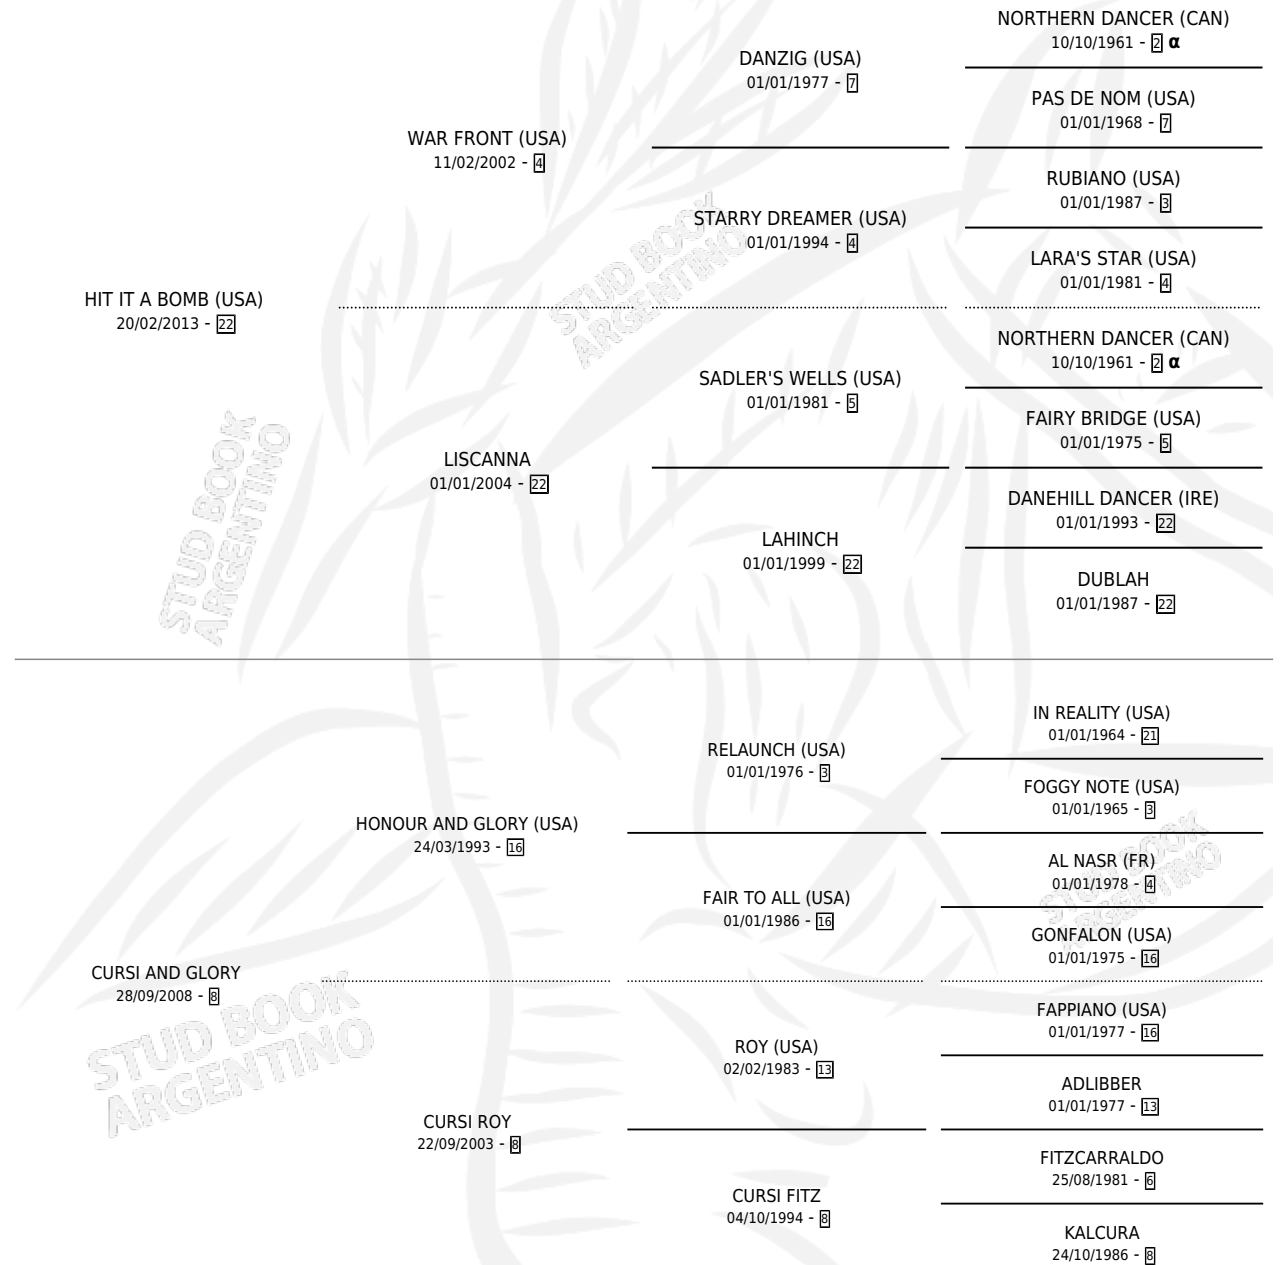 NORTHERN DANCER (CAN)
10/10/1961 - 2 α
DANZIG (USA)
01/01/1977 - 7
PAS DE NOM (USA)
01/01/1968 - 7
WAR FRONT (USA)
11/02/2002 - 4
RUBIANO (USA)
01/01/1987 - 3
STARRY DREAMER (USA)
01/01/1994 - 4
LARA'S STAR (USA)
01/01/1981 - 4
HIT IT A BOMB (USA)
20/02/2013 - 22
NORTHERN DANCER (CAN)
10/10/1961 - 2 α
SADLER'S WELLS (USA)
01/01/1981 - 5
FAIRY BRIDGE (USA)
01/01/1975 - 5
LISCANNA
01/01/2004 - 22
DANEHILL DANCER (IRE)
01/01/1993 - 22
LAHINCH
01/01/1999 - 22
DUBLAH
01/01/1987 - 22
IN REALITY (USA)
01/01/1964 - 21
RELAUNCH (USA)
01/01/1976 - 3
FOGGY NOTE (USA)
01/01/1965 - 3
HONOUR AND GLORY (USA)
24/03/1993 - 16
AL NASR (FR)
01/01/1978 - 4
FAIR TO ALL (USA)
01/01/1986 - 16
GONFALON (USA)
01/01/1975 - 16
CURSI AND GLORY
28/09/2008 - 8
FAPPIANO (USA)
01/01/1977 - 16
ROY (USA)
02/02/1983 - 13
ADLIBBER
01/01/1977 - 13
CURSI ROY
22/09/2003 - 8
FITZCARRALDO
25/08/1981 - 6
CURSI FITZ
04/10/1994 - 8
KALCURA
24/10/1986 - 8
STUD BOOK
ARGENTINO
STUD BOOK
ARGENTINO
STUD BOOK
ARGENTINO
STUD BOOK
ARGENTINO